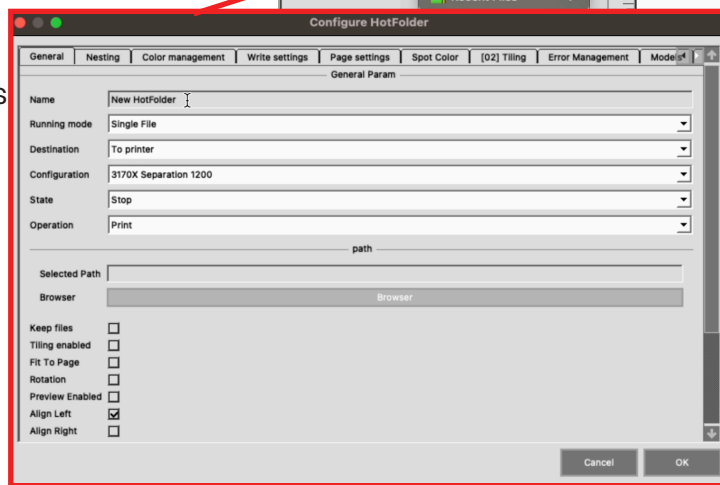 Configure HotFolder
General Nesting Color management Write settings Page settings Spot Color [02] Tiling Error Management Models
General Param
Name New HotFolder
Running mode Single File
Destination To printer
Configuration 3170X Separation 1200
State Stop
Operation Print
path
Selected Path
Browser Browser
Keep files
Tiling enabled
Fit To Page
Rotation
Preview Enabled
Align Left
Align Right
Cancel OK